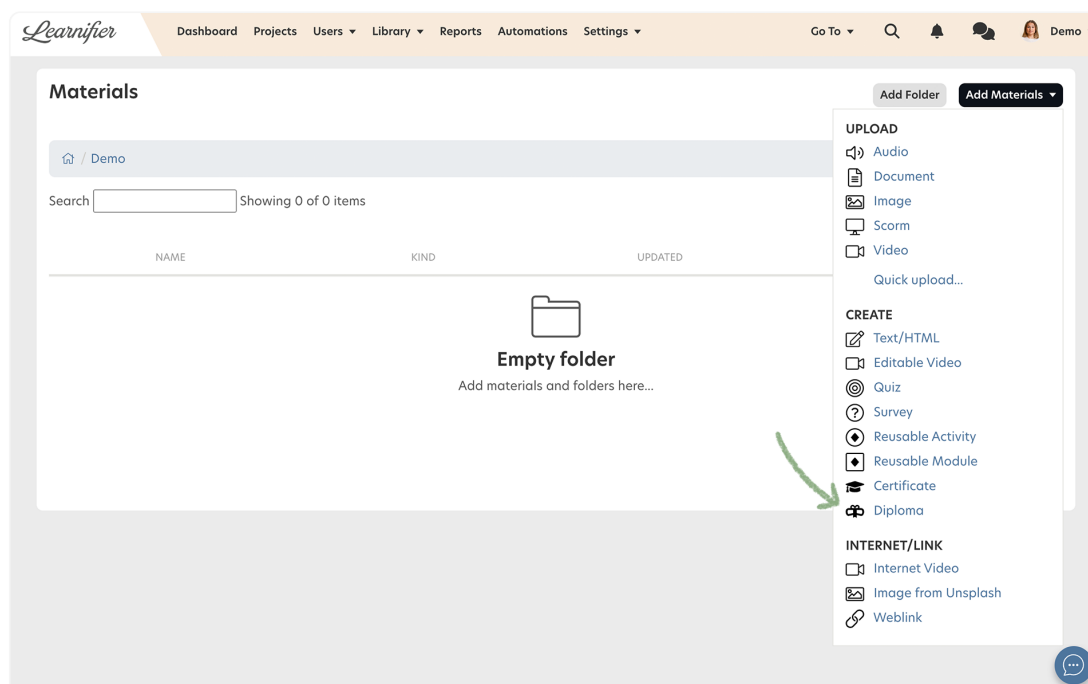 Learnifier
Dashboard Projects Users Library Reports Automations Settings Go To Demo
Materials
Add Folder Add Materials
/ Demo
Search Showing 0 of 0 items
NAME KIND UPDATED
Empty folder
Add materials and folders here...
UPLOAD
Audio
Document
Image
Scorm
Video
Quick upload...
CREATE
Text/HTML
Editable Video
Quiz
Survey
Reusable Activity
Reusable Module
Certificate
Diploma
INTERNET/LINK
Internet Video
Image from Unsplash
Weblink